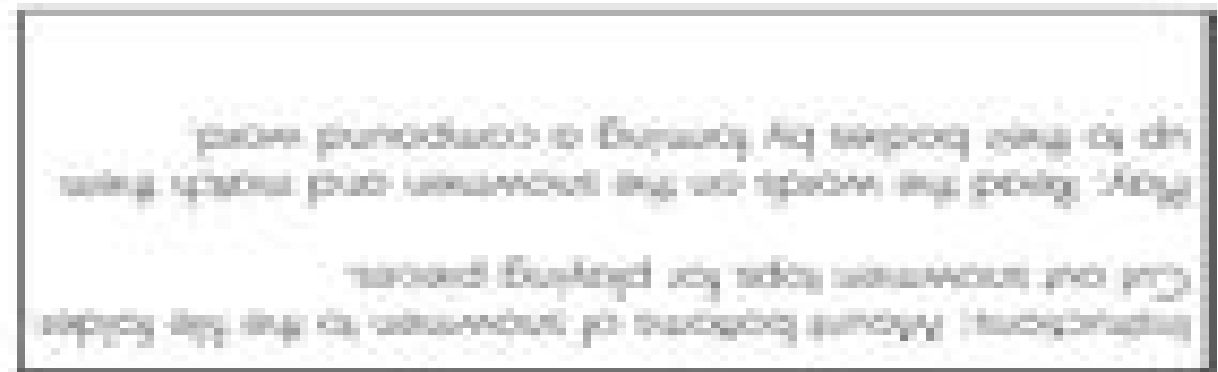 Instructions: Mount bottoms of snowmen to the file folder
Cut out snowmen tops for playing pieces.
Play: Read the words on the snowmen and match them
up to their bodies by forming a compound word.